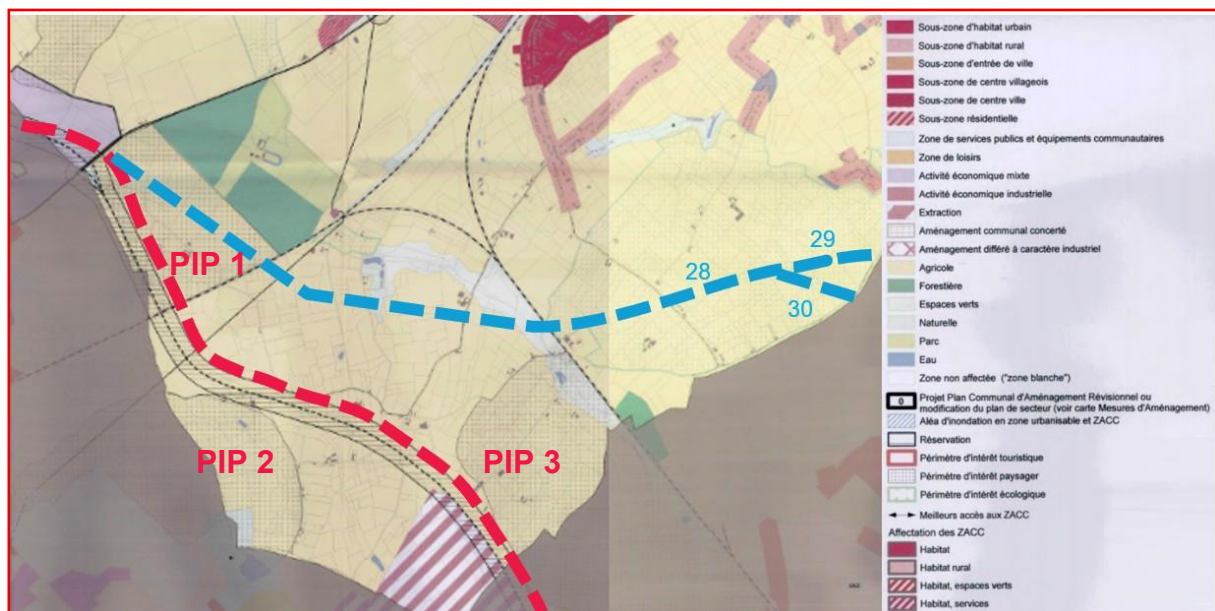 PIP 1
PIP 2
PIP 3
28
29
30
Sous-zone d'habitat urbain
Sous-zone d'habitat rural
Sous-zone d'entrée de ville
Sous-zone de centre villageois
Sous-zone de centre ville
Sous-zone résidentielle
Zone de services publics et équipements communautaires
Zone de loisirs
Activité économique mixte
Activité économique industrielle
Extraction
Aménagement communal concerté
Aménagement différé à caractère industriel
Agricole
Forestière
Espaces verts
Naturelle
Parc
Eau
Zone non affectée ("zone blanche")
0
Projet Plan Communal d'Aménagement Révisionnel ou
modification du plan de secteur (voir carte Mesures d'Aménagement)
Aléa d'inondation en zone urbanisable et ZACC
Réservation
Périmètre d'intérêt touristique
Périmètre d'intérêt paysager
Périmètre d'intérêt écologique
Meilleurs accès aux ZACC
Affectation des ZACC
Habitat
Habitat rural
Habitat, espaces verts
Habitat, services